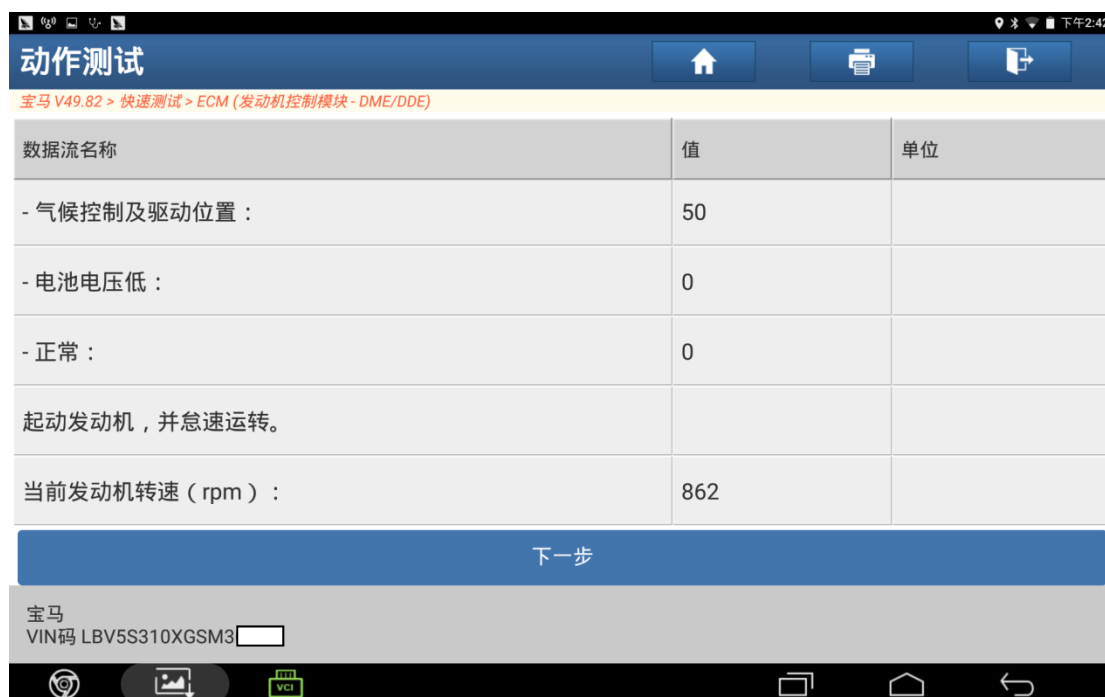 下午2:42
动作测试
宝马 V49.82 > 快速测试 > ECM (发动机控制模块 - DME/DDE)
数据流名称 值 单位
- 气候控制及驱动位置： 50
- 电池电压低： 0
- 正常： 0
起动发动机，并怠速运转。
当前发动机转速（rpm）： 862
下一步
宝马
VIN码 LBV5S310XGSM3
VCI